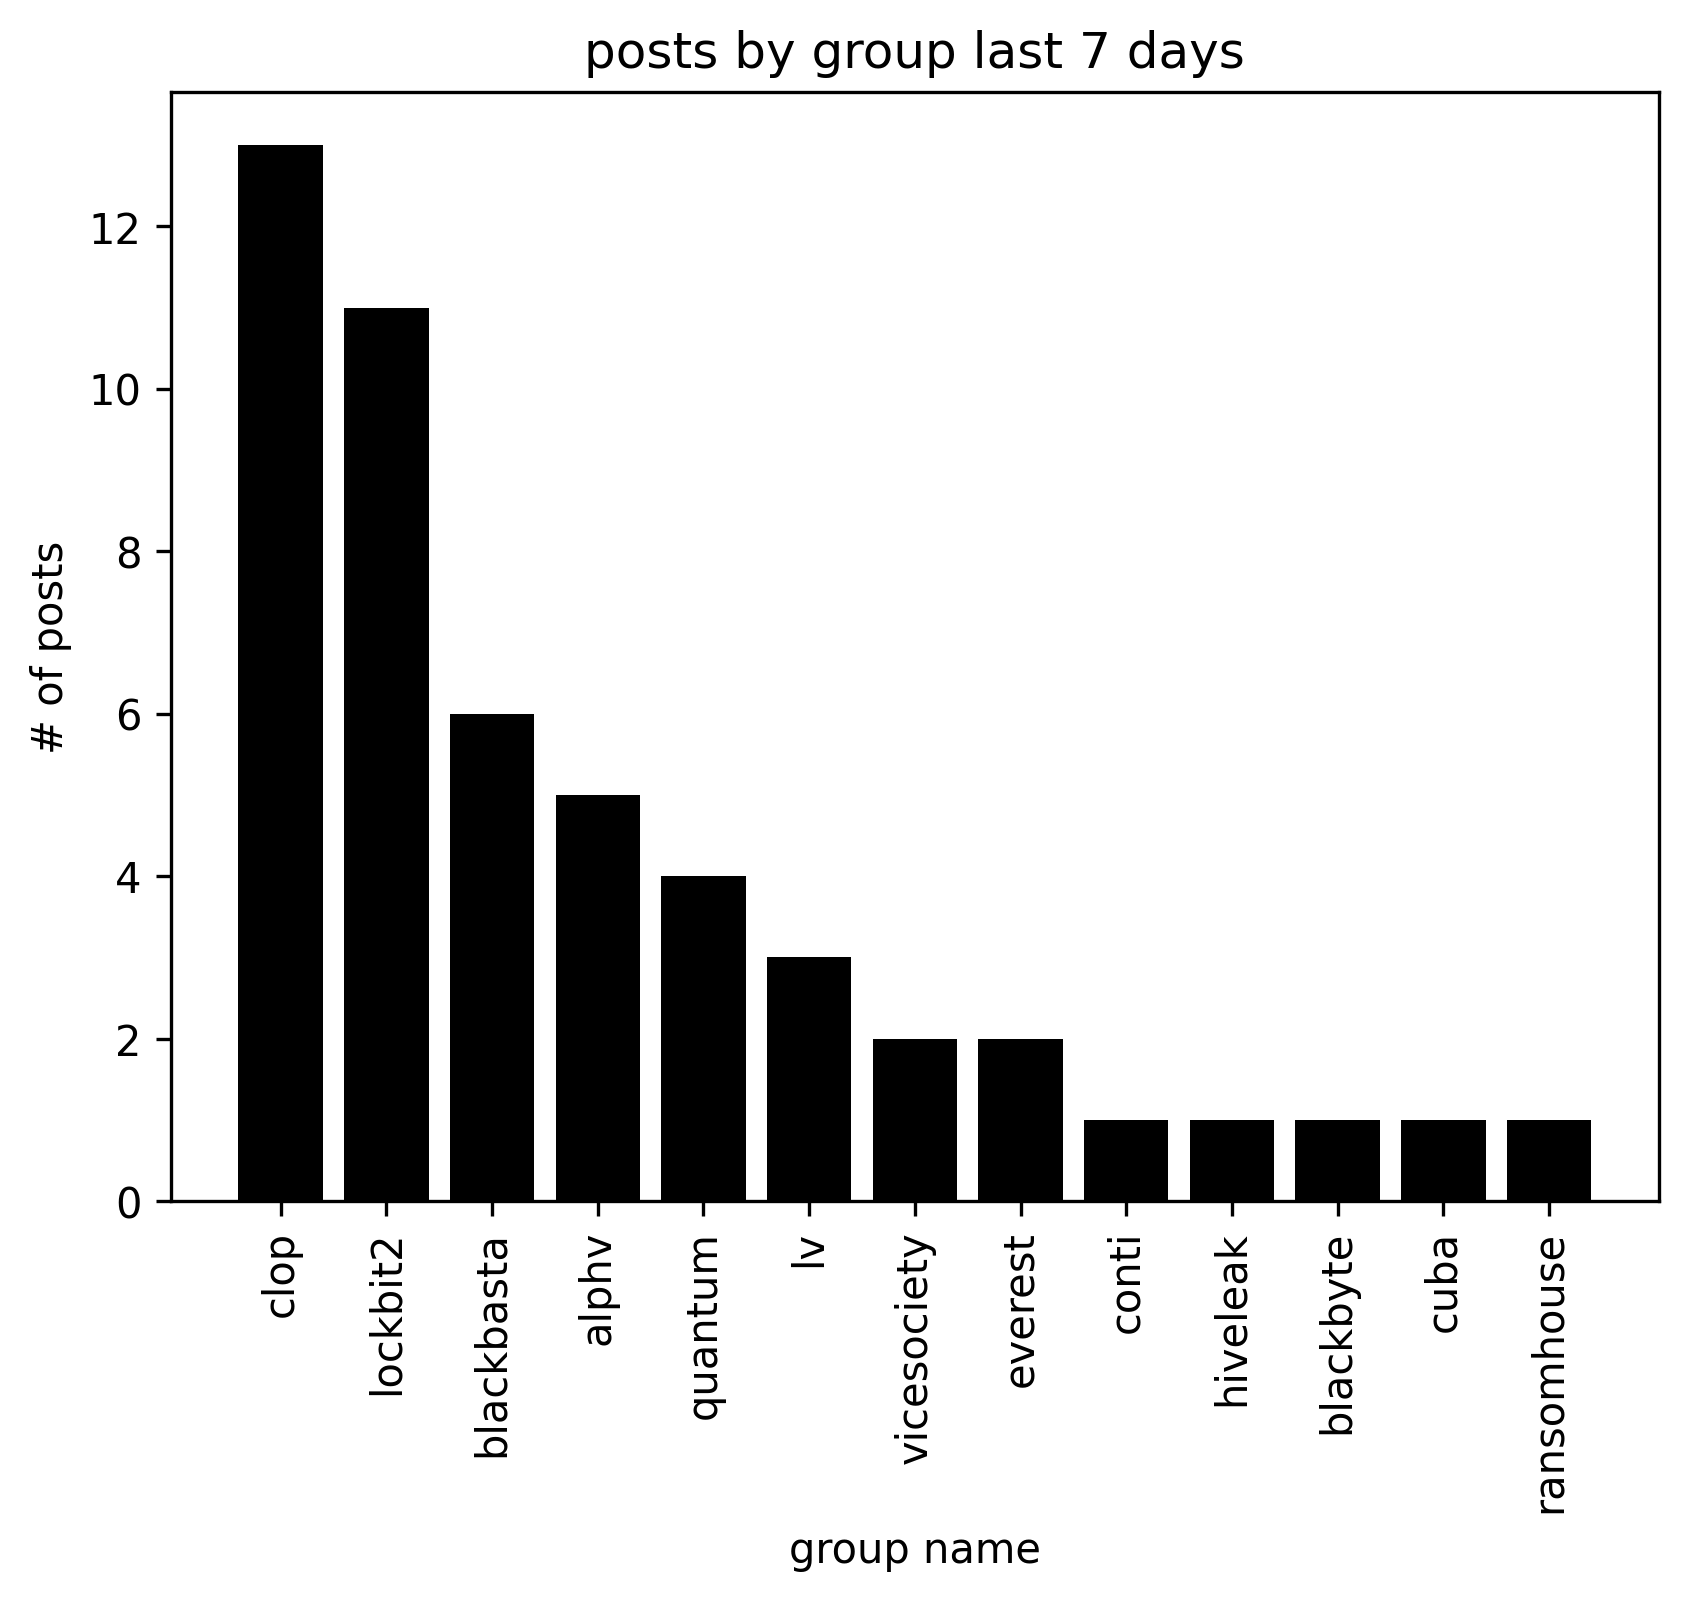 posts by group last 7 days
# of posts
12
10
8
6
4
2
0
clop
lockbit2
blackbasta
alphv
quantum
lv
vicesociety
everest
conti
hiveleak
blackbyte
cuba
ransomhouse
group name